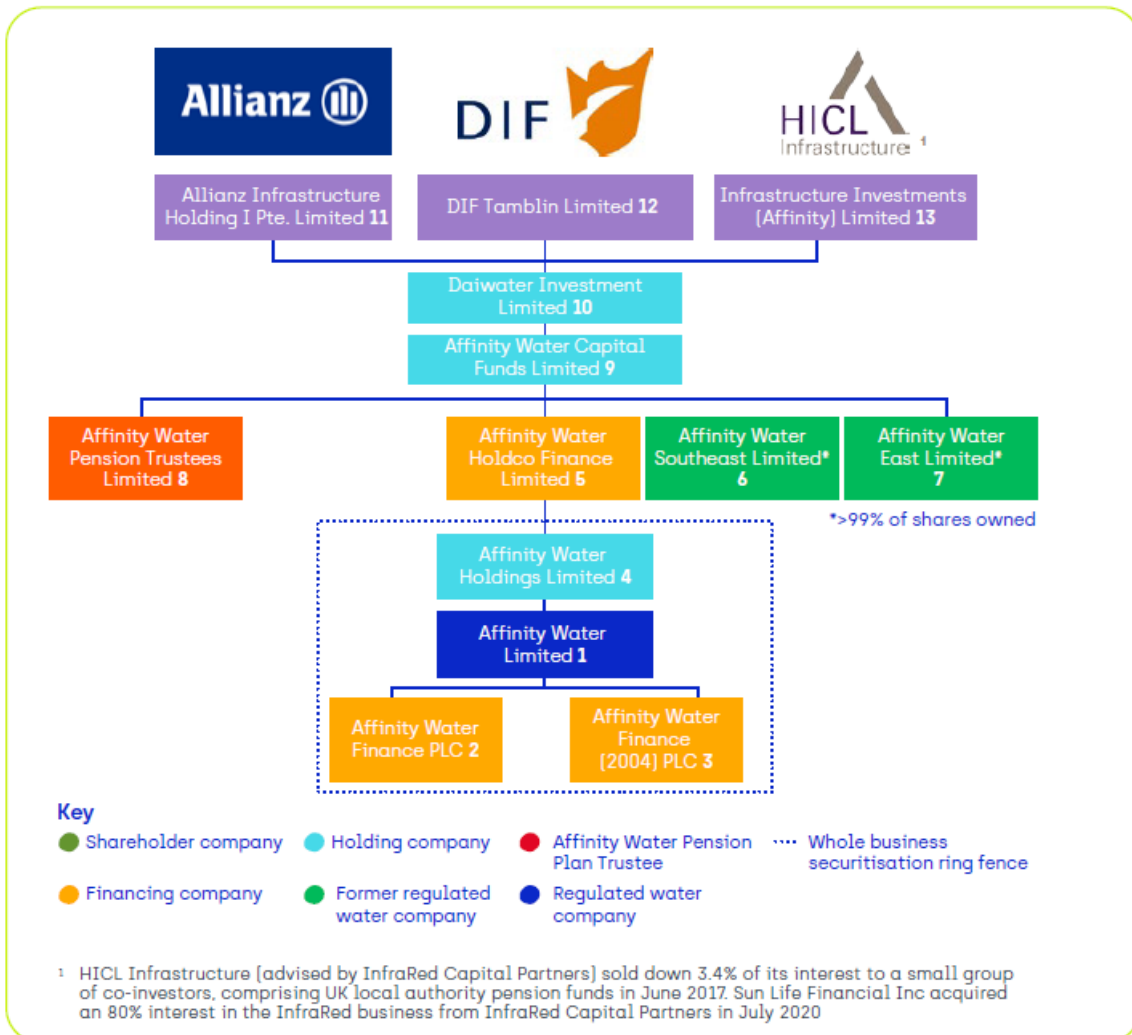 Allianz
DIF
HICL
Infrastructure 1
Allianz Infrastructure
Holding I Pte. Limited 11
DIF Tamblin Limited 12
Infrastructure Investments
(Affinity) Limited 13
Daiwater Investment
Limited 10
Affinity Water Capital
Funds Limited 9
Affinity Water
Pension Trustees
Limited 8
Affinity Water
Holdco Finance
Limited 5
Affinity Water
Southeast Limited*
6
Affinity Water
East Limited*
7
*>99% of shares owned
Affinity Water
Holdings Limited 4
Affinity Water
Limited 1
Affinity Water
Finance PLC 2
Affinity Water
Finance
(2004) PLC 3
Key
Shareholder company
Holding company
Affinity Water Pension
Plan Trustee
Whole business
securitisation ring fence
Financing company
Former regulated
water company
Regulated water
company
1 HICL Infrastructure (advised by InfraRed Capital Partners) sold down 3.4% of its interest to a small group
of co-investors, comprising UK local authority pension funds in June 2017. Sun Life Financial Inc acquired
an 80% interest in the InfraRed business from InfraRed Capital Partners in July 2020